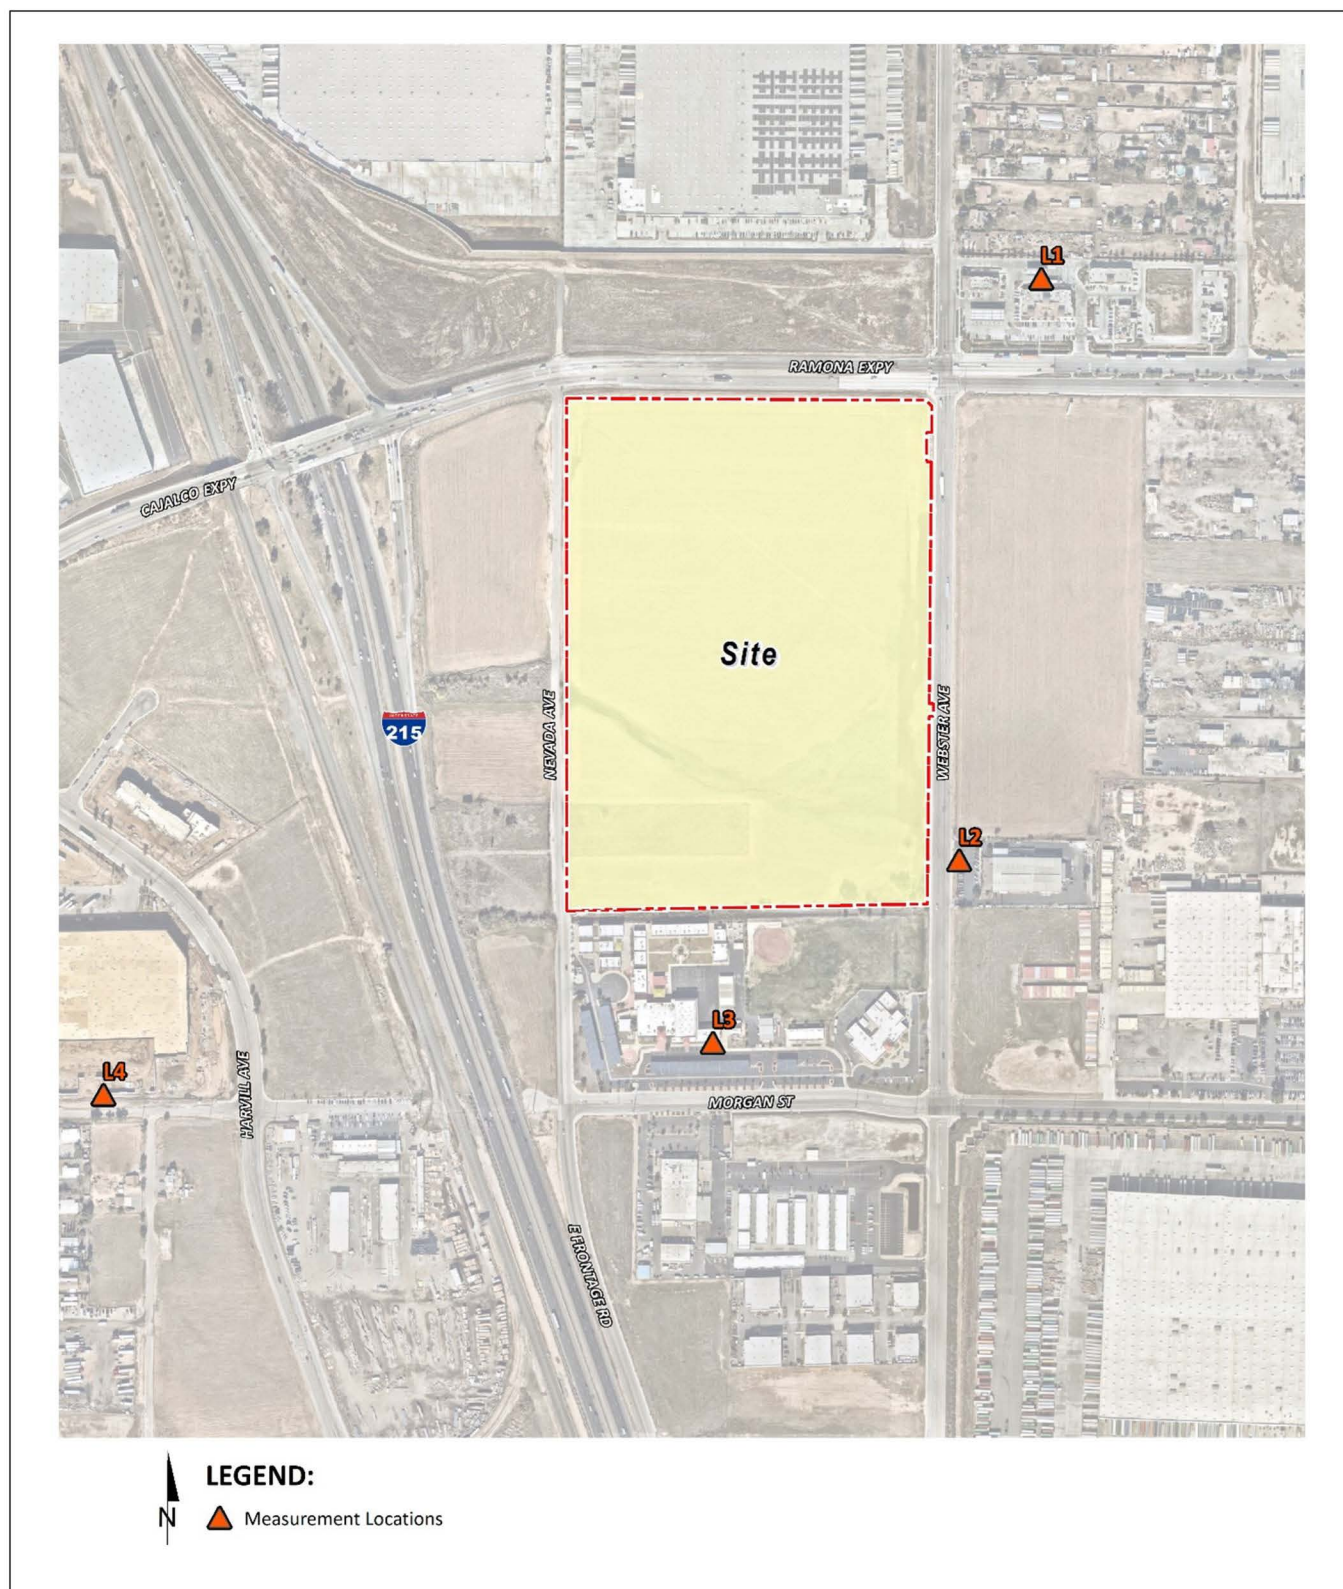 L1
RAMONA EXPY
CAJALCO EXPY
Site
NEVADA AVE
WEBSTER AVE
215
L2
L3
L4
HARVILL AVE
MORGAN ST
E FRONTAGE RD
N
LEGEND:
Measurement Locations